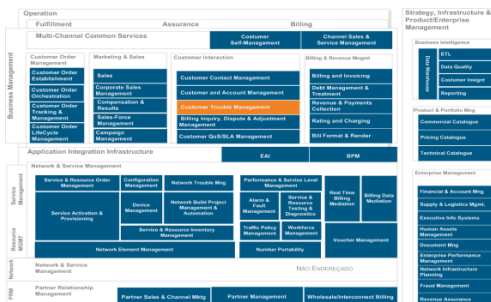 Operation
Fulfillment
Assurance
Billing
Strategy, Infrastructure &
Product/Enterprise
Management
Multi-Channel Common Services
Costumer
Self-Management
Channel Sales &
Service Management
Business Management
Customer Order
Management
Customer Order
Establishment
Customer Order
Orchestration
Customer Order
Tracking &
Management
Customer Order
LifeCycle
Management
Marketing & Sales
Sales
Corporate Sales
Management
Compensation &
Results
Sales-Force
Management
Campaign
Management
Customer Interaction
Customer Contact Management
Customer and Account Management
Customer Trouble Management
Billing Inquiry, Dispute & Adjustment
Management
Customer QoS/SLA Management
Billing & Revenue Mngmt
Billing and Invoicing
Debt Management &
Treatment
Revenue & Payments
Collection
Rating and Charging
Bill Format & Render
Business Intelligence
Data Warehouse
ETL
Data Quality
Costumer Insight
Reporting
Product & Portfolio Mng
Commercial Catalogue
Pricing Catalogue
Technical Catalogue
Application Integration Infrastructure
EAI
BPM
Network & Service Management
Service
Management
Resource
MGMT
Service & Resource Order
Management
Configuration
Management
Network Trouble Mng
Performance & Service Level
Management
Service Activation &
Provisioning
Device
Management
Network Build Project
Management &
Automation
Alarm &
Fault
Management
Service &
Resource
Testing &
Diagnostics
Real Time
Billing
Mediation
Billing Data
Mediation
Service & Resource Inventory
Management
Traffic Policy
Management
Workforce
Management
Voucher Management
Network Element Management
Number Portability
Enterprise Management
Financial & Account Mng
Supply & Logistics Mgmt.
Executive Info Systems
Human Assets
Management
Document Mng
Enterprise Performance
Management
Network Infrastructure
Planning
Fraud Management
Revenue Assurance
Network
Network & Service
Management
NÃO ENDEREÇADO
PRM
Partner Relationship
Management
Partner Sales & Channel Mktg
Partner Management
Wholesale/Interconnect Billing